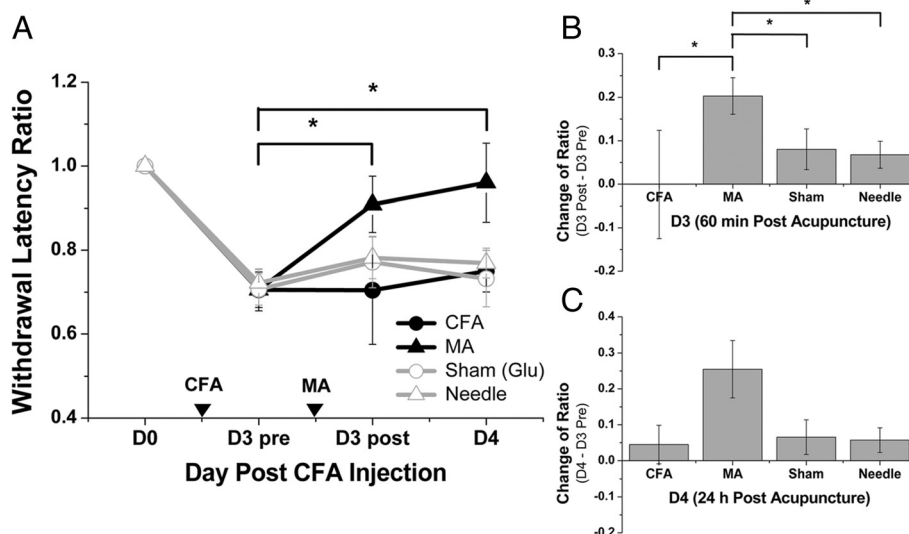 A
Withdrawal Latency Ratio
1.2
1.0
0.8
0.6
0.4
*
*
CFA
MA
CFA
MA
Sham (Glu)
Needle
D0
D3 pre
D3 post
D4
Day Post CFA Injection
B
Change of Ratio
(D3 Post - D3 Pre)
0.3
0.2
0.1
0.0
-0.1
-0.2
*
*
*
CFA
MA
Sham
Needle
D3 (60 min Post Acupuncture)
C
Change of Ratio
(D4 - D3 Pre)
0.4
0.3
0.2
0.1
0.0
-0.1
-0.2
CFA
MA
Sham
Needle
D4 (24 h Post Acupuncture)